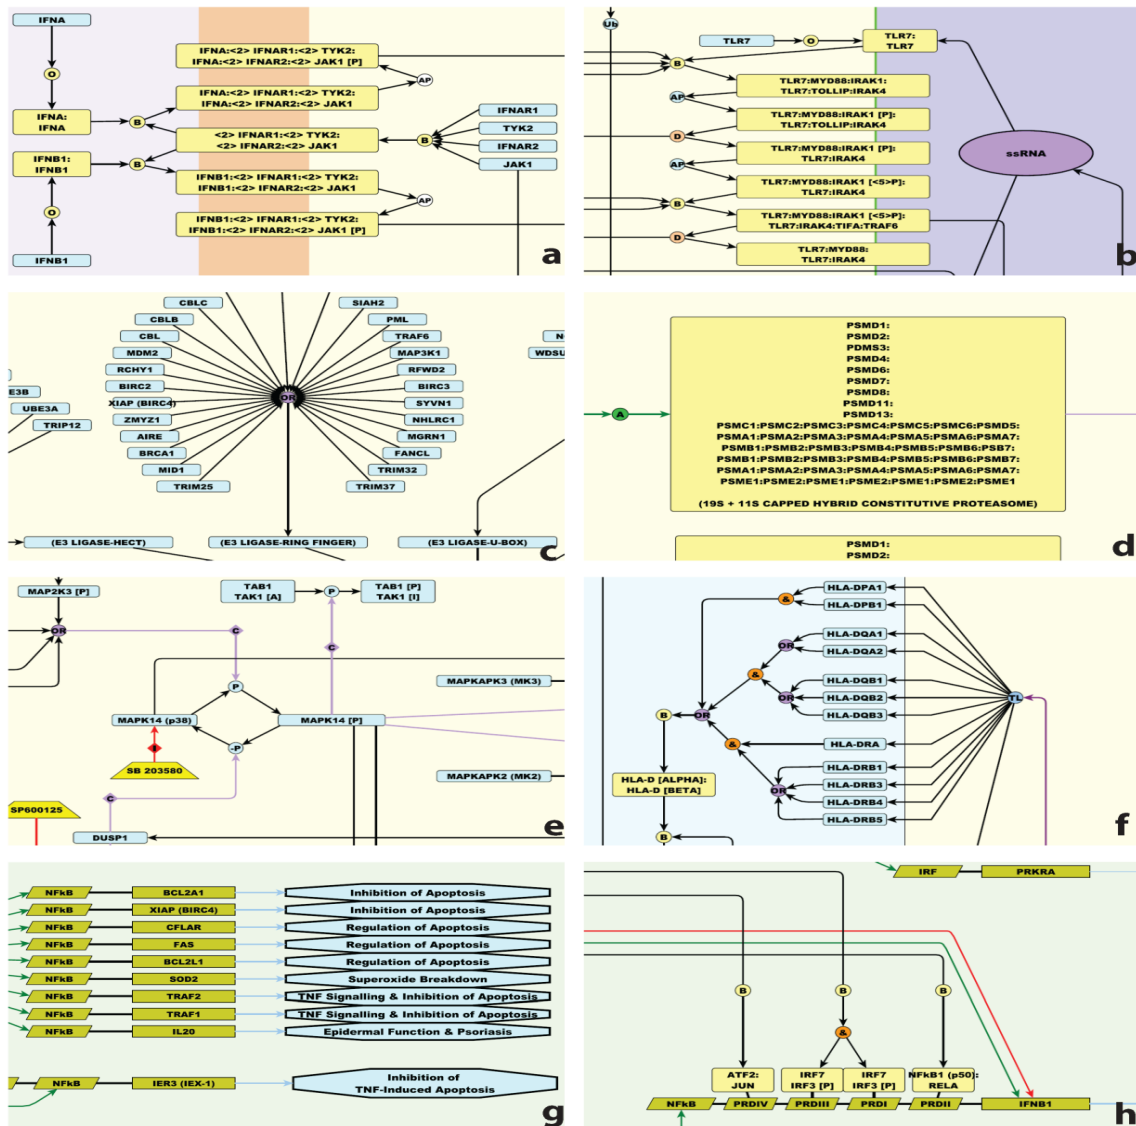 IFNA
O
IFNA:
IFNA
B
IFNB1:
IFNB1
B
O
IFNB1
IFNA:<2> IFNAR1:<2> TYK2:
IFNA:<2> IFNAR2:<2> JAK1 [P]
AP
IFNA:<2> IFNAR1:<2> TYK2:
IFNA:<2> IFNAR2:<2> JAK1
<2> IFNAR1:<2> TYK2:
<2> IFNAR2:<2> JAK1
B
IFNAR1
TYK2
IFNAR2
JAK1
IFNB1:<2> IFNAR1:<2> TYK2:
IFNB1:<2> IFNAR2:<2> JAK1
AP
IFNB1:<2> IFNAR1:<2> TYK2:
IFNB1:<2> IFNAR2:<2> JAK1 [P]
a
Ub
TLR7
O
TLR7:
TLR7
B
TLR7:MYD88:IRAK1:
TLR7:TOLLIP:IRAK4
AP
TLR7:MYD88:IRAK1 [P]:
TLR7:TOLLIP:IRAK4
D
TLR7:MYD88:IRAK1 [P]:
TLR7:IRAK4
AP
TLR7:MYD88:IRAK1 [<5>P]:
TLR7:IRAK4
B
TLR7:MYD88:IRAK1 [<5>P]:
TLR7:IRAK4:TIFA:TRAF6
D
TLR7:MYD88:
TLR7:IRAK4
ssRNA
b
CBLC
CBLB
CBL
MDM2
RCHY1
BIRC2
XIAP (BIRC4)
ZMYZ1
AIRE
BRCA1
MID1
TRIM25
OR
SIAH2
PML
TRAF6
MAP3K1
RFWD2
BIRC3
SYVN1
NHLRC1
MGRN1
FANCL
TRIM32
TRIM37
E3B
UBE3A
TRIP12
N
WDSU
(E3 LIGASE-HECT)
(E3 LIGASE-RING FINGER)
(E3 LIGASE-U-BOX)
c
A
PSMD1:
PSMD2:
PDMS3:
PSMD4:
PSMD6:
PSMD7:
PSMD8:
PSMD11:
PSMD13:
PSMC1:PSMC2:PSMC3:PSMC4:PSMC5:PSMC6:PSMD5:
PSMA1:PSMA2:PSMA3:PSMA4:PSMA5:PSMA6:PSMA7:
PSMB1:PSMB2:PSMB3:PSMB4:PSMB5:PSMB6:PSB7:
PSMB1:PSMB2:PSMB3:PSMB4:PSMB5:PSMB6:PSMB7:
PSMA1:PSMA2:PSMA3:PSMA4:PSMA5:PSMA6:PSMA7:
PSME1:PSME2:PSME1:PSME2:PSME1:PSME2:PSME1
(19S + 11S CAPPED HYBRID CONSTITUTIVE PROTEASOME)
PSMD1:
PSMD2:
d
MAP2K3 [P]
OR
TAB1
TAK1 [A]
P
TAB1 [P]
TAK1 [I]
C
C
P
MAPK14 (p38)
MAPK14 [P]
-P
I
SB 203580
SP600125
C
DUSP1
MAPKAPK3 (MK3)
MAPKAPK2 (MK2)
e
HLA-DPA1
HLA-DPB1
&
HLA-DQA1
HLA-DQA2
OR
&
HLA-DQB1
HLA-DQB2
HLA-DQB3
OR
TL
B
OR
&
HLA-DRA
HLA-D [ALPHA]:
HLA-D [BETA]
HLA-DRB1
HLA-DRB3
HLA-DRB4
HLA-DRB5
OR
B
f
NFkB BCL2A1 Inhibition of Apoptosis
NFkB XIAP (BIRC4) Inhibition of Apoptosis
NFkB CFLAR Regulation of Apoptosis
NFkB FAS Regulation of Apoptosis
NFkB BCL2L1 Regulation of Apoptosis
NFkB SOD2 Superoxide Breakdown
NFkB TRAF2 TNF Signalling & Inhibition of Apoptosis
NFkB TRAF1 TNF Signalling & Inhibition of Apoptosis
NFkB IL20 Epidermal Function & Psoriasis
NFkB IER3 (IEX-1)
Inhibition of
TNF-Induced Apoptosis
g
IRF PRKRA
B
B
B
&
ATF2:
JUN
IRF7
IRF3 [P]
IRF7
IRF3 [P]
NFkB1 (p50):
RELA
NFkB PRDIV PRDIII PRDI PRDII IFNB1
h